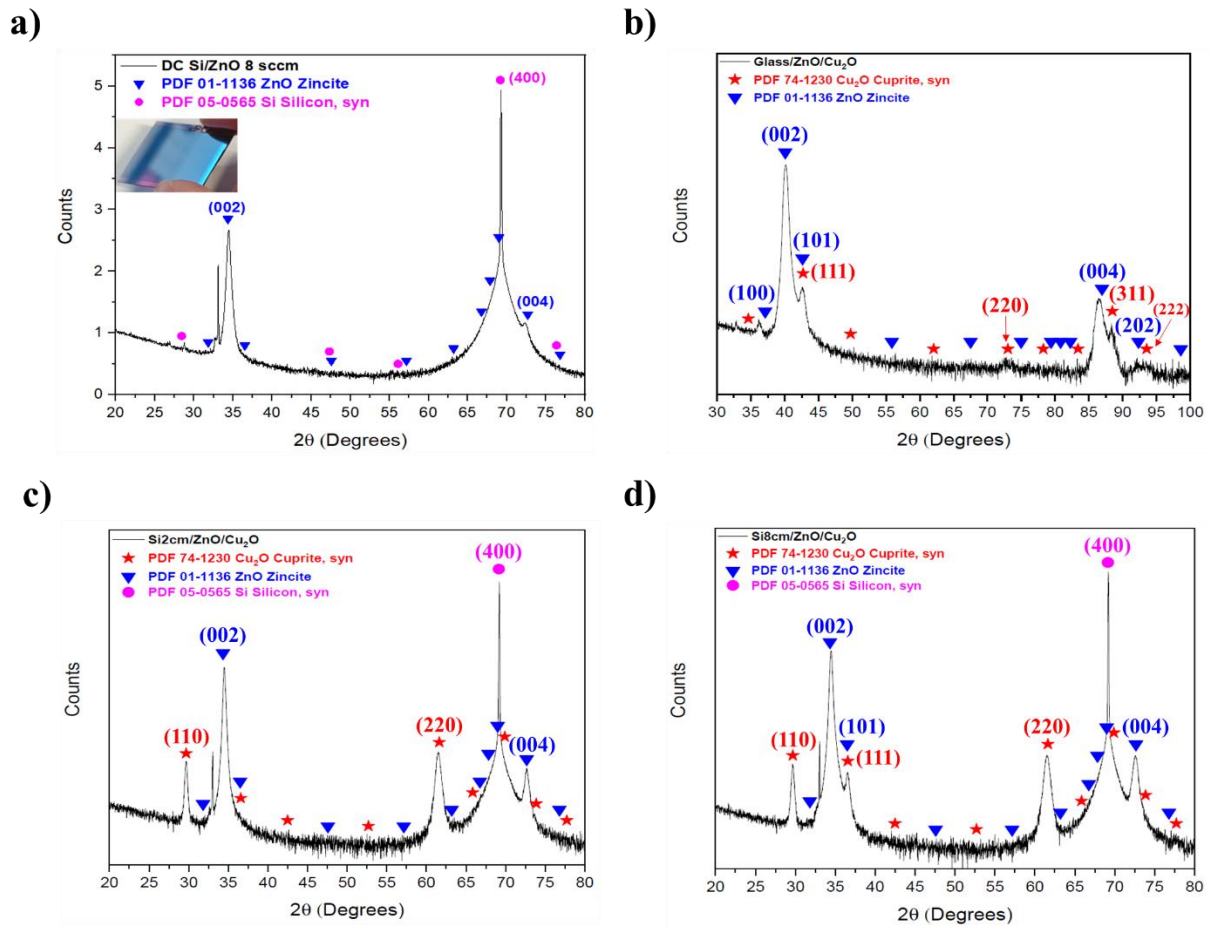 a)
DC Si/ZnO 8 sccm
PDF 01-1136 ZnO Zincite
PDF 05-0565 Si Silicon, syn
(400)
(002)
(004)
Counts
5
4
3
2
1
0
20 25 30 35 40 45 50 55 60 65 70 75 80
2θ (Degrees)
b)
Glass/ZnO/Cu₂O
PDF 74-1230 Cu₂O Cuprite, syn
PDF 01-1136 ZnO Zincite
(002)
(101)
(111)
(100)
(220)
(004)
(311)
(202)
(222)
Counts
30 35 40 45 50 55 60 65 70 75 80 85 90 95 100
2θ (Degrees)
c)
Si2cm/ZnO/Cu₂O
PDF 74-1230 Cu₂O Cuprite, syn
PDF 01-1136 ZnO Zincite
PDF 05-0565 Si Silicon, syn
(400)
(002)
(110)
(220)
(004)
Counts
20 25 30 35 40 45 50 55 60 65 70 75 80
2θ (Degrees)
d)
Si8cm/ZnO/Cu₂O
PDF 74-1230 Cu₂O Cuprite, syn
PDF 01-1136 ZnO Zincite
PDF 05-0565 Si Silicon, syn
(400)
(002)
(101)
(110)
(111)
(220)
(004)
Counts
20 25 30 35 40 45 50 55 60 65 70 75 80
2θ (Degrees)